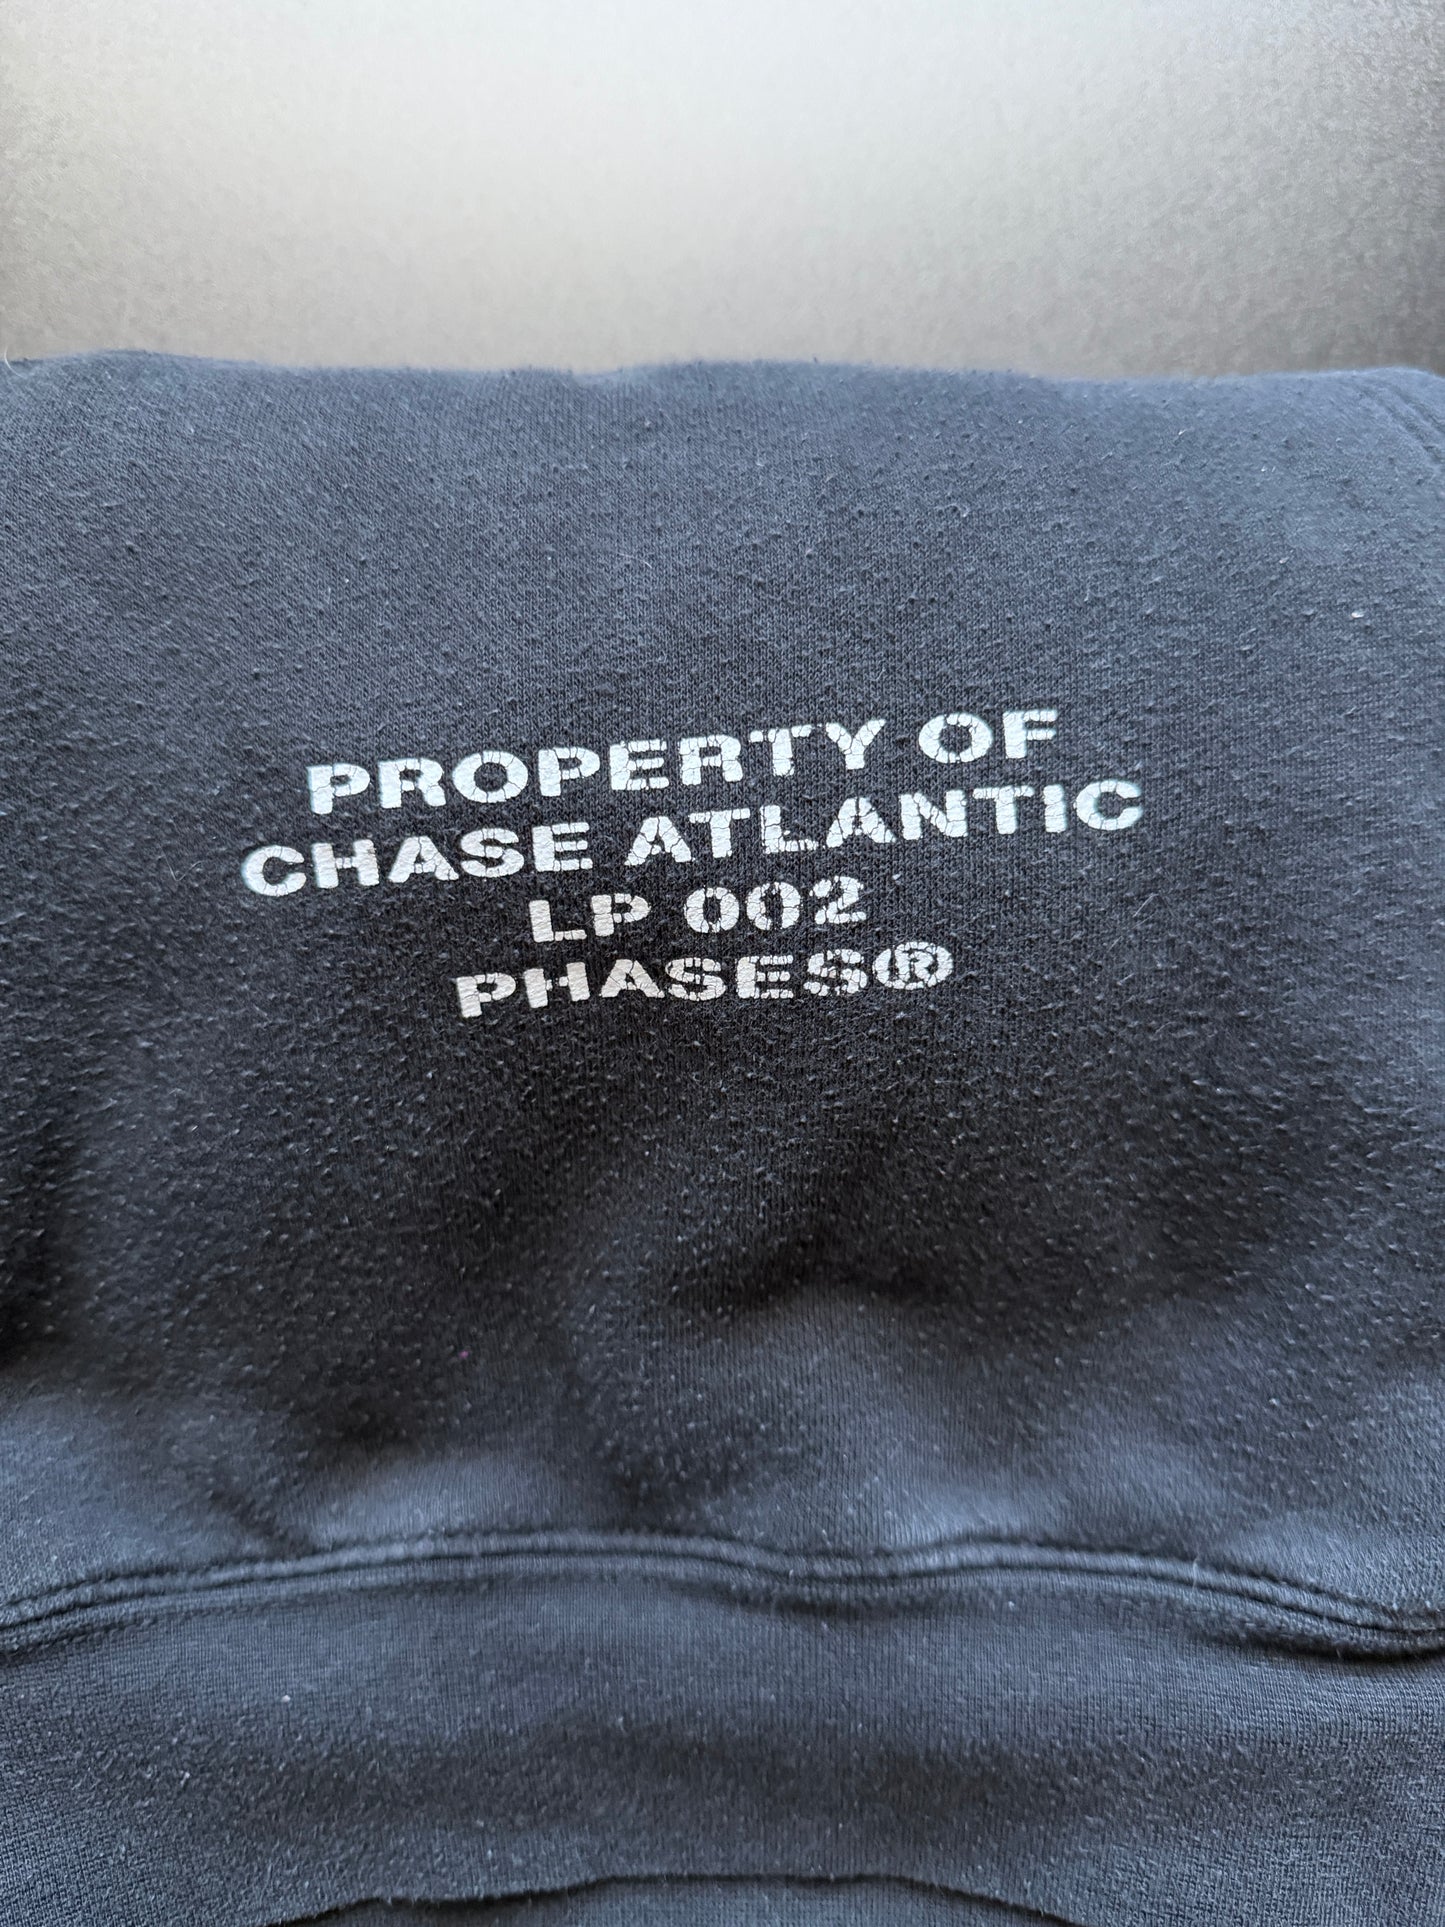 PROPERTY OF
CHASE ATLANTIC
LP 002
PHASES®